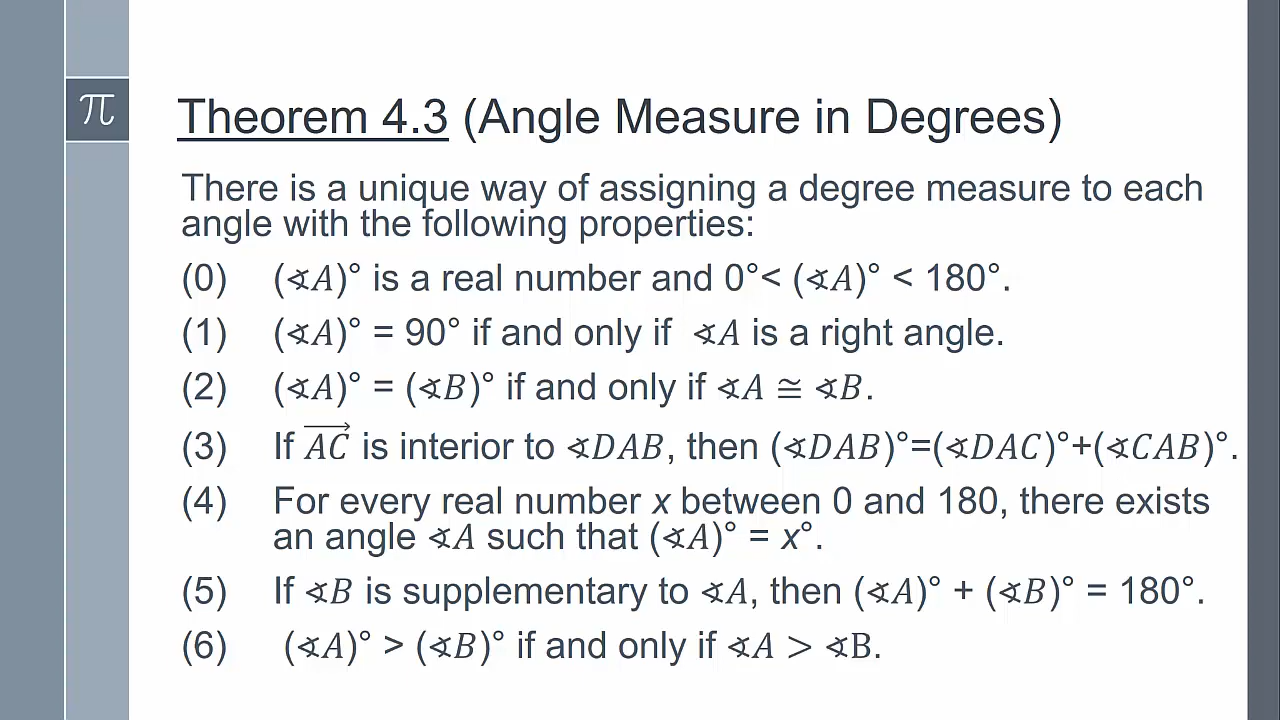 π
Theorem 4.3 (Angle Measure in Degrees)
There is a unique way of assigning a degree measure to each
angle with the following properties:
(0) (∢A)° is a real number and 0°< (∢A)° < 180°.
(1) (∢A)° = 90° if and only if ∢A is a right angle.
(2) (∢A)° = (∢B)° if and only if ∢A ≅ ∢B.
(3) If \overrightarrow{AC} is interior to ∢DAB, then (∢DAB)°=(∢DAC)°+(∢CAB)°.
(4) For every real number x between 0 and 180, there exists
an angle ∢A such that (∢A)° = x°.
(5) If ∢B is supplementary to ∢A, then (∢A)° + (∢B)° = 180°.
(6) (∢A)° > (∢B)° if and only if ∢A > ∢B.